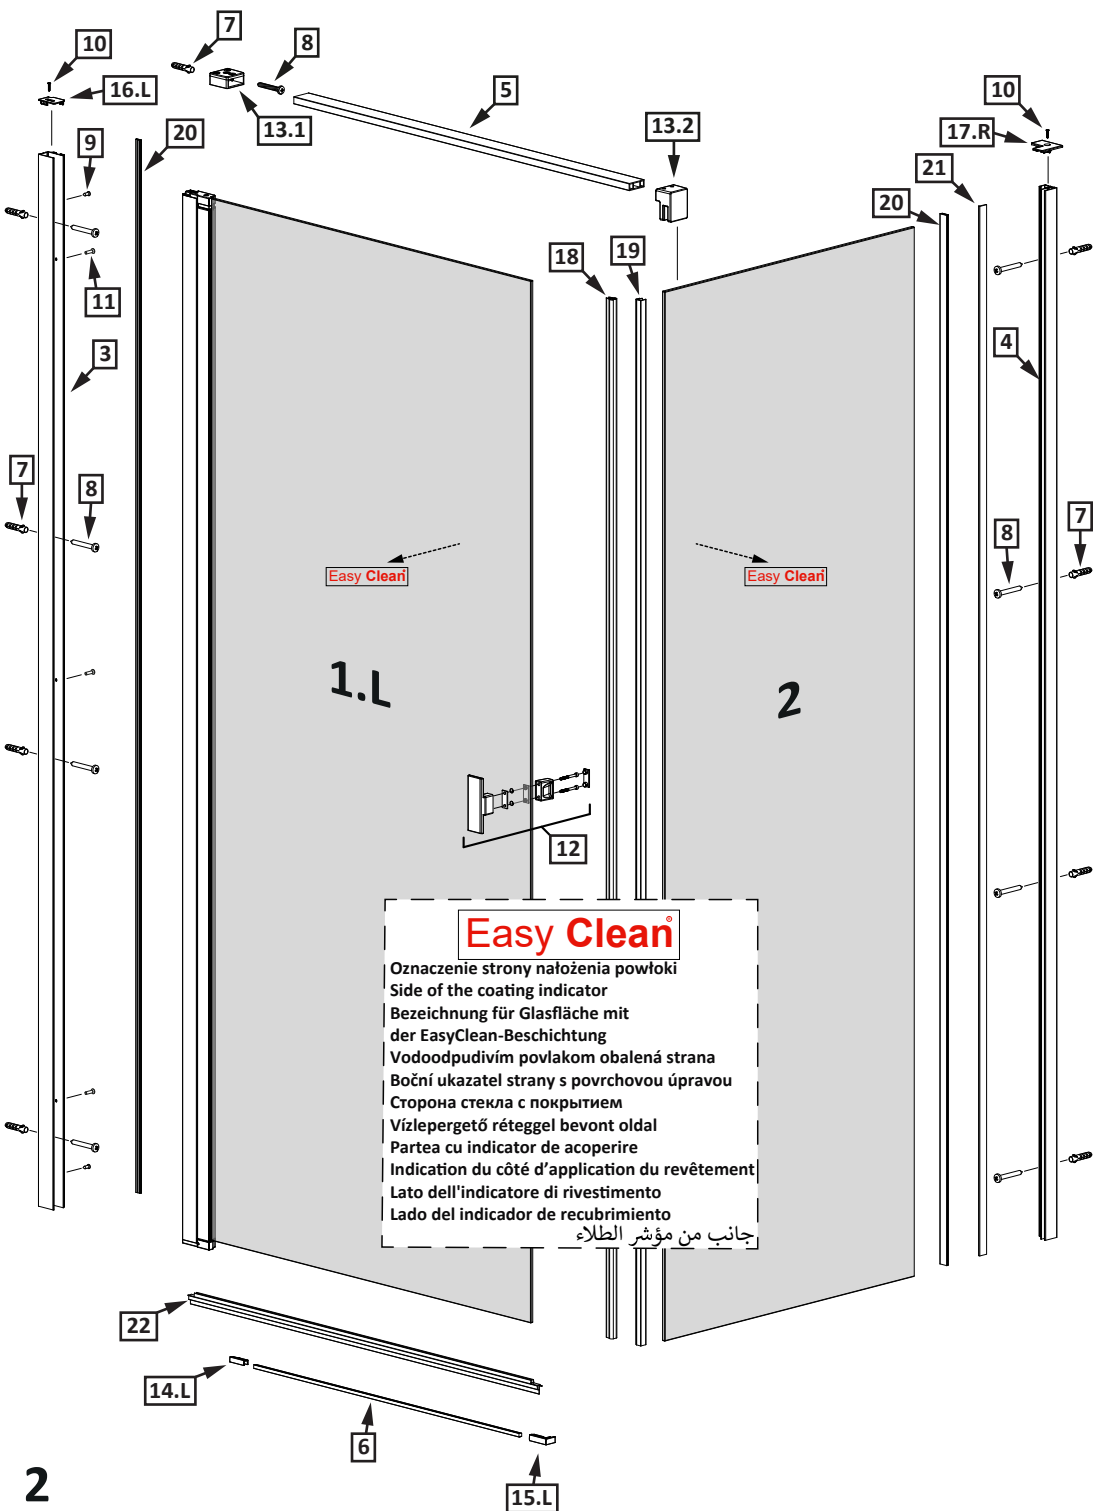 7
10
8
16.L
13.1
5
10
13.2
17.R
9
20
21
20
18
19
11
3
4
7
8
8
7
Easy Clean
Easy Clean
1.L
2
12
Easy Clean®
Oznaczenie strony nałożenia powłoki
Side of the coating indicator
Bezeichnung für Glasfläche mit
der EasyClean-Beschichtung
Vodoodpudivím povlakom obalená strana
Boční ukazatel strany s povrchovou úpravou
Сторона стекла с покрытием
Vízlepergető réteggel bevont oldal
Partea cu indicator de acoperire
Indication du côté d’application du revêtement
Lato dell'indicatore di rivestimento
Lado del indicador de recubrimiento
جانب من مؤشر الطلاء
22
14.L
6
15.L
2